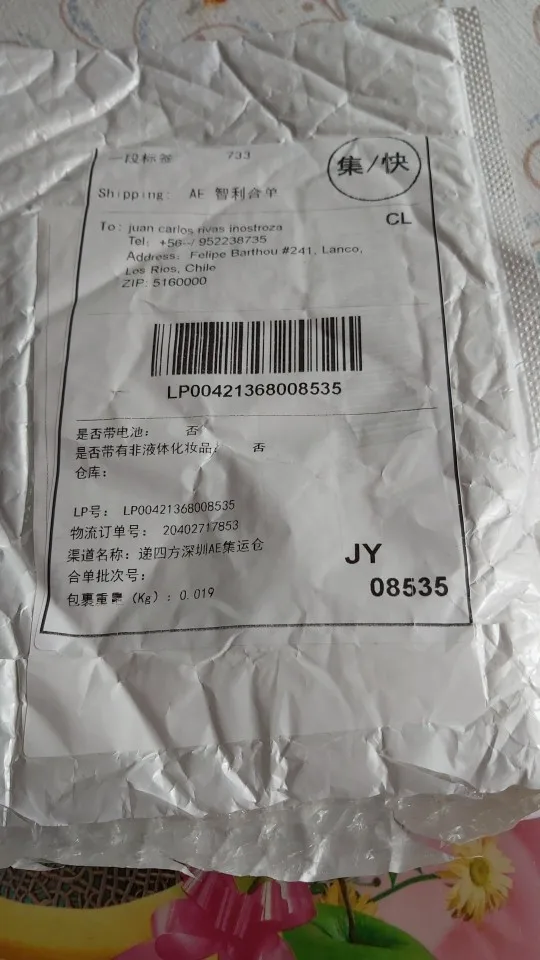 一段标签 733
集/快
Shipping: AE 智利合单
CL
To: juan carlos rivas inostroza
Tel: +56--/ 952238735
Address: Felipe Barthou #241, Lanco,
Los Rios, Chile
ZIP: 5160000
LP00421368008535
是否带电池: 否
是否带有非液体化妆品: 否
仓库:
LP号: LP00421368008535
物流订单号: 20402717853
渠道名称: 递四方深圳AE集运仓
合单批次号:
包裹重量 (Kg) : 0.019
JY
08535